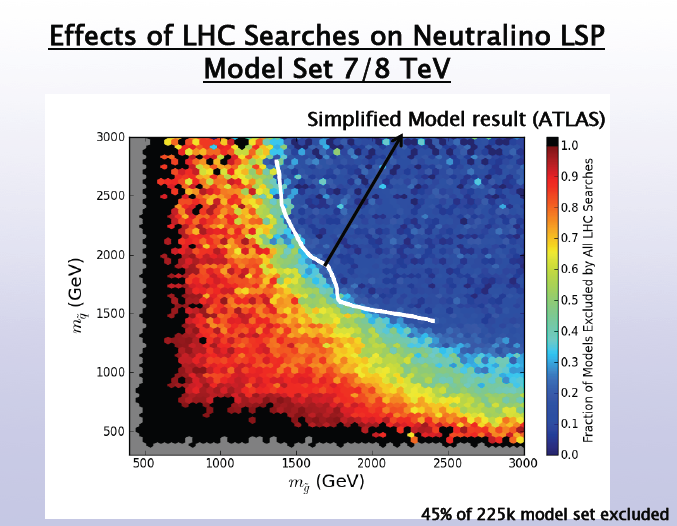 Effects of LHC Searches on Neutralino LSP
Model Set 7/8 TeV
Simplified Model result (ATLAS)
3000
2500
2000
1500
1000
500
m_q̃ (GeV)
500 1000 1500 2000 2500 3000
m_g̃ (GeV)
1.0
0.9
0.8
0.7
0.6
0.5
0.4
0.3
0.2
0.1
0.0
Fraction of Models Excluded by All LHC Searches
45% of 225k model set excluded